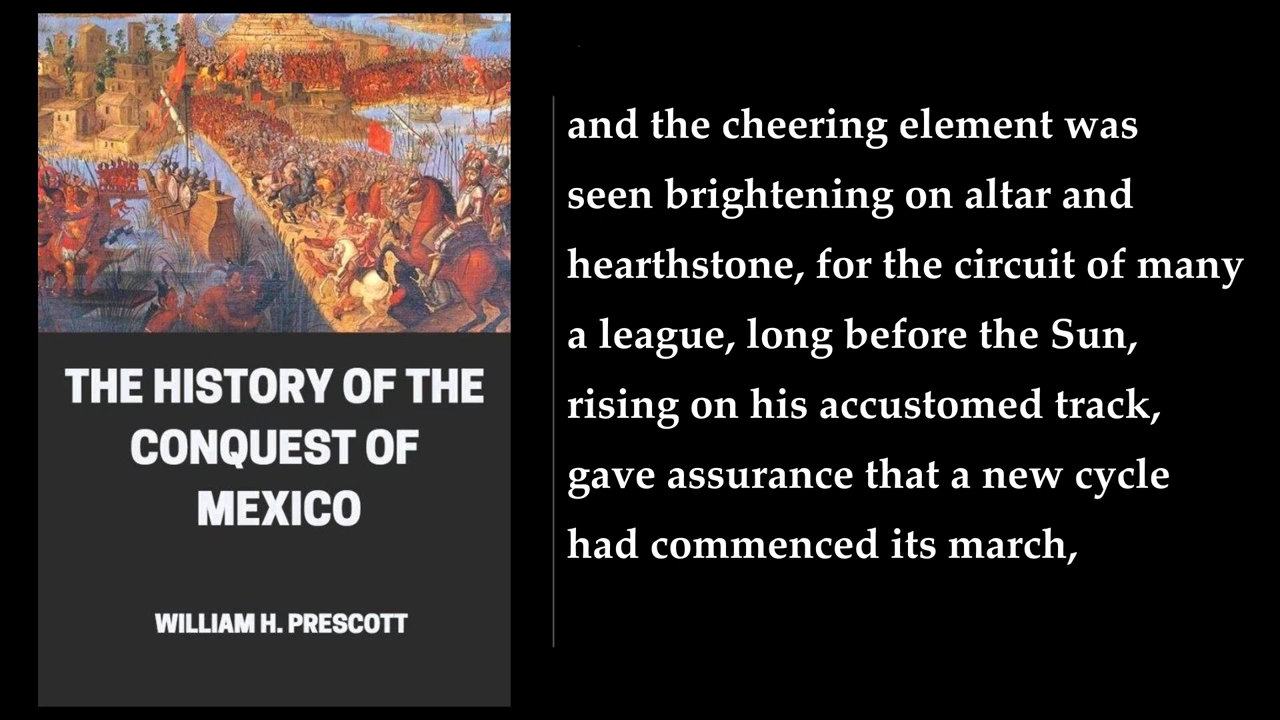 THE HISTORY OF THE
CONQUEST OF
MEXICO
WILLIAM H. PRESCOTT
and the cheering element was
seen brightening on altar and
hearthstone, for the circuit of many
a league, long before the Sun,
rising on his accustomed track,
gave assurance that a new cycle
had commenced its march,